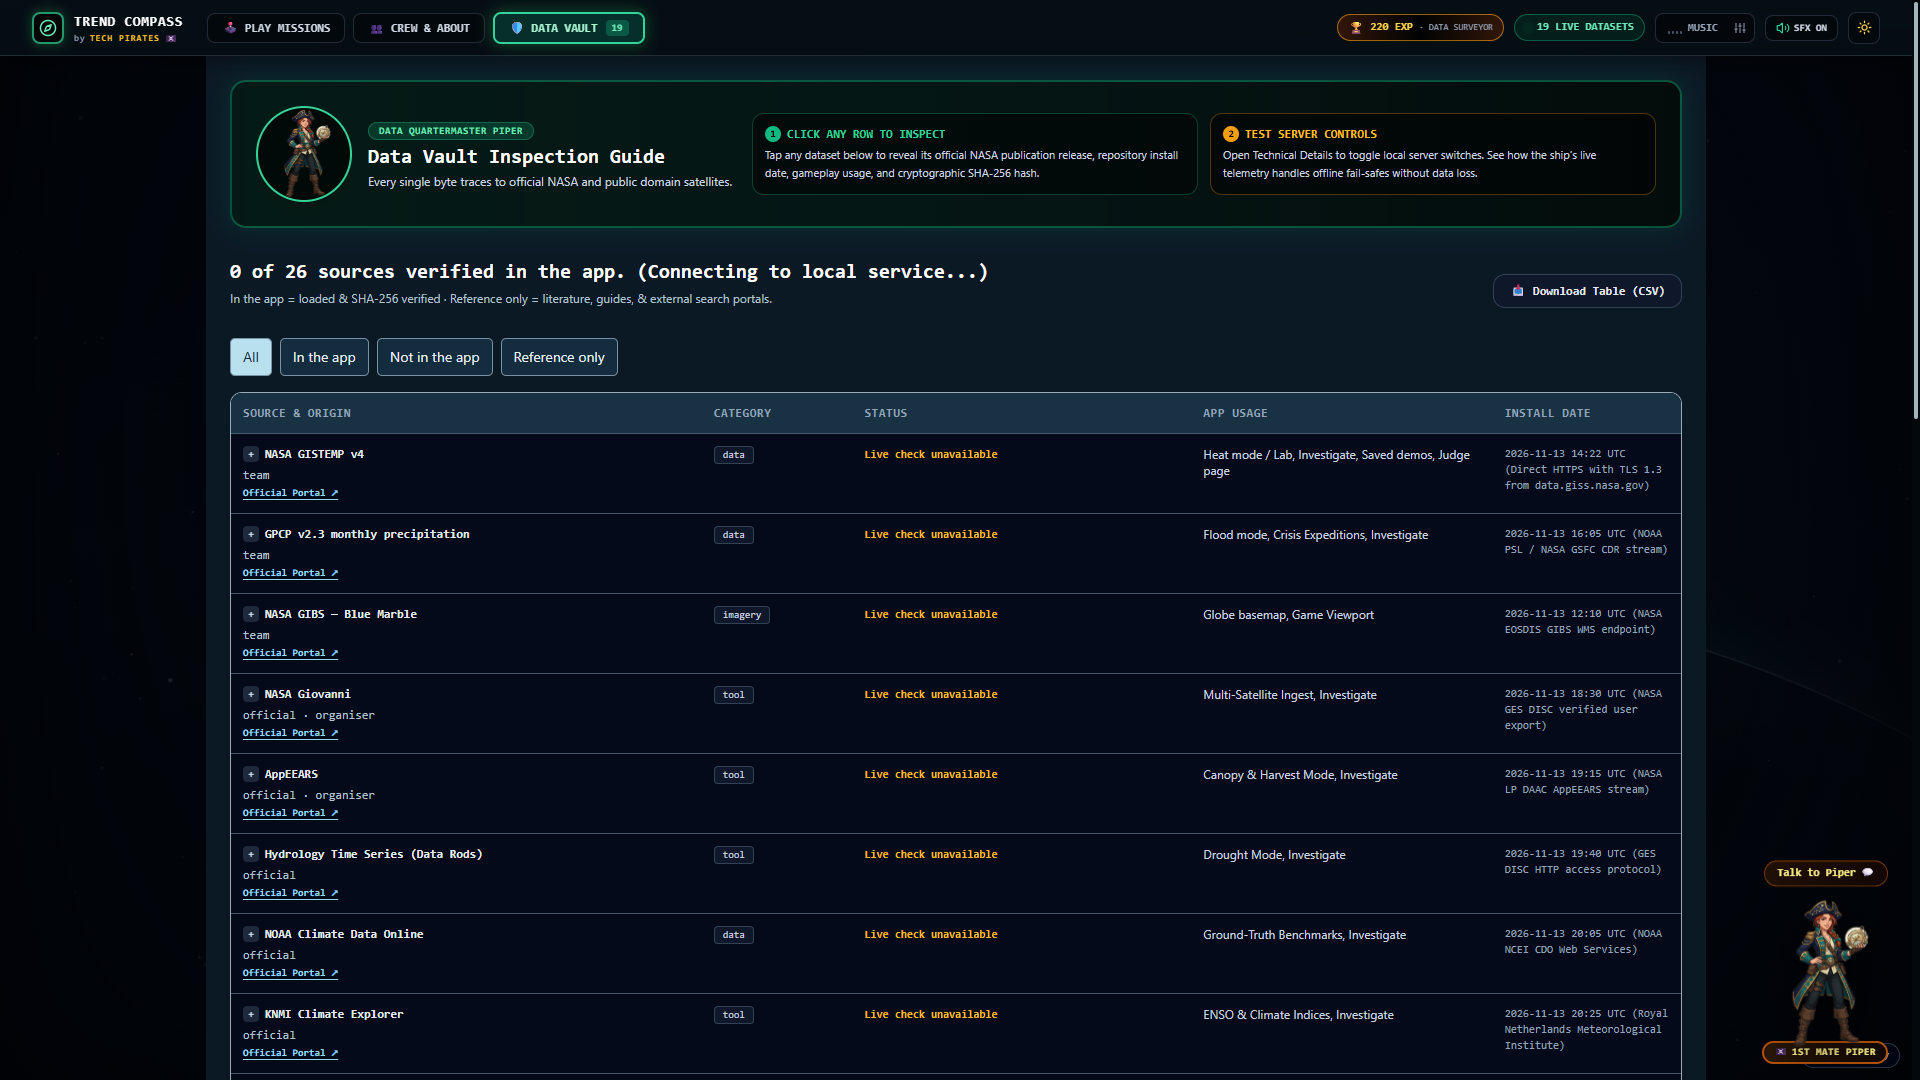 TREND COMPASS
by TECH PIRATES
PLAY MISSIONS
CREW & ABOUT
DATA VAULT 19
220 EXP · DATA SURVEYOR
19 LIVE DATASETS
MUSIC
SFX ON
DATA QUARTERMASTER PIPER
Data Vault Inspection Guide
Every single byte traces to official NASA and public domain satellites.
1 CLICK ANY ROW TO INSPECT
Tap any dataset below to reveal its official NASA publication release, repository install
date, gameplay usage, and cryptographic SHA-256 hash.
2 TEST SERVER CONTROLS
Open Technical Details to toggle local server switches. See how the ship's live
telemetry handles offline fail-safes without data loss.
0 of 26 sources verified in the app. (Connecting to local service...)
In the app = loaded & SHA-256 verified · Reference only = literature, guides, & external search portals.
Download Table (CSV)
All
In the app
Not in the app
Reference only
SOURCE & ORIGIN CATEGORY STATUS APP USAGE INSTALL DATE
+ NASA GISTEMP v4
team
Official Portal ↗
data
Live check unavailable
Heat mode / Lab, Investigate, Saved demos, Judge
page
2026-11-13 14:22 UTC
(Direct HTTPS with TLS 1.3
from data.giss.nasa.gov)
+ GPCP v2.3 monthly precipitation
team
Official Portal ↗
data
Live check unavailable
Flood mode, Crisis Expeditions, Investigate
2026-11-13 16:05 UTC (NOAA
PSL / NASA GSFC CDR stream)
+ NASA GIBS — Blue Marble
team
Official Portal ↗
imagery
Live check unavailable
Globe basemap, Game Viewport
2026-11-13 12:10 UTC (NASA
EOSDIS GIBS WMS endpoint)
+ NASA Giovanni
official · organiser
Official Portal ↗
tool
Live check unavailable
Multi-Satellite Ingest, Investigate
2026-11-13 18:30 UTC (NASA
GES DISC verified user
export)
+ AppEEARS
official · organiser
Official Portal ↗
tool
Live check unavailable
Canopy & Harvest Mode, Investigate
2026-11-13 19:15 UTC (NASA
LP DAAC AppEEARS stream)
+ Hydrology Time Series (Data Rods)
official
Official Portal ↗
tool
Live check unavailable
Drought Mode, Investigate
2026-11-13 19:40 UTC (GES
DISC HTTP access protocol)
+ NOAA Climate Data Online
official
Official Portal ↗
data
Live check unavailable
Ground-Truth Benchmarks, Investigate
2026-11-13 20:05 UTC (NOAA
NCEI CDO Web Services)
+ KNMI Climate Explorer
official
Official Portal ↗
tool
Live check unavailable
ENSO & Climate Indices, Investigate
2026-11-13 20:25 UTC (Royal
Netherlands Meteorological
Institute)
Talk to Piper
1ST MATE PIPER